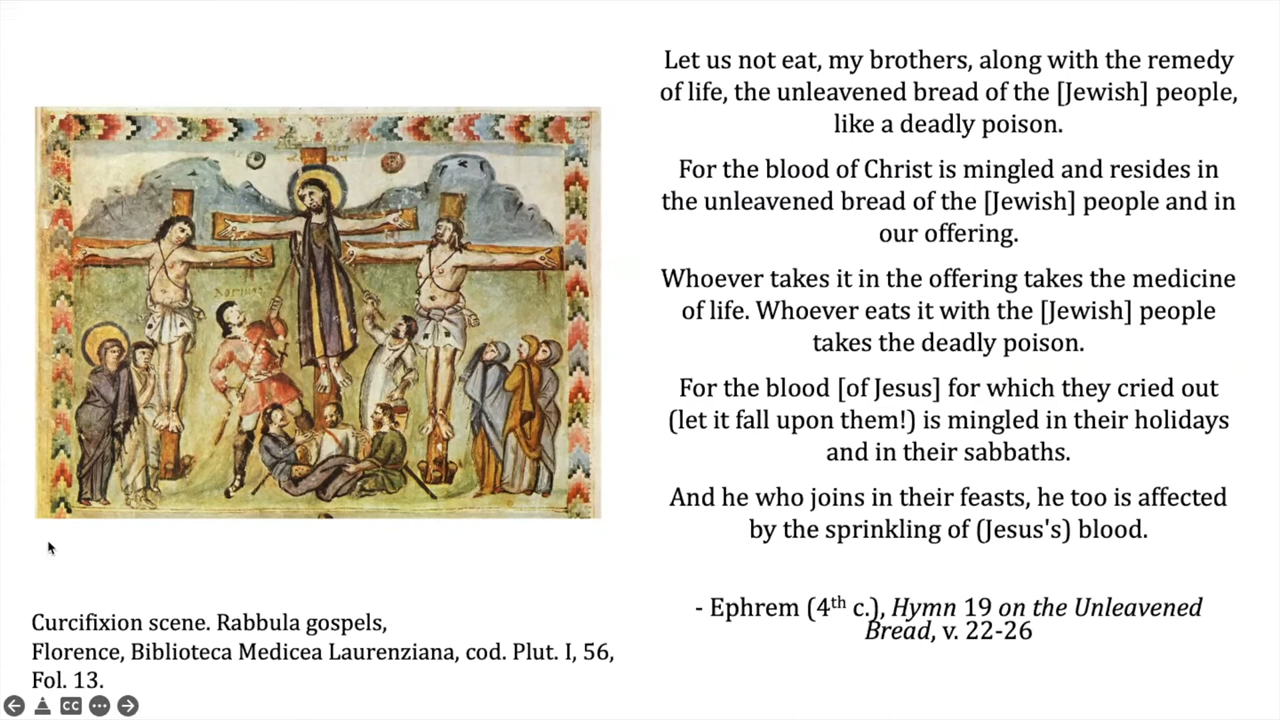 Let us not eat, my brothers, along with the remedy
of life, the unleavened bread of the [Jewish] people,
like a deadly poison.
For the blood of Christ is mingled and resides in
the unleavened bread of the [Jewish] people and in
our offering.
Whoever takes it in the offering takes the medicine
of life. Whoever eats it with the [Jewish] people
takes the deadly poison.
For the blood [of Jesus] for which they cried out
(let it fall upon them!) is mingled in their holidays
and in their sabbaths.
And he who joins in their feasts, he too is affected
by the sprinkling of (Jesus's) blood.
- Ephrem (4th c.), Hymn 19 on the Unleavened
Bread, v. 22-26
Curcifixion scene. Rabbula gospels,
Florence, Biblioteca Medicea Laurenziana, cod. Plut. I, 56,
Fol. 13.
CC